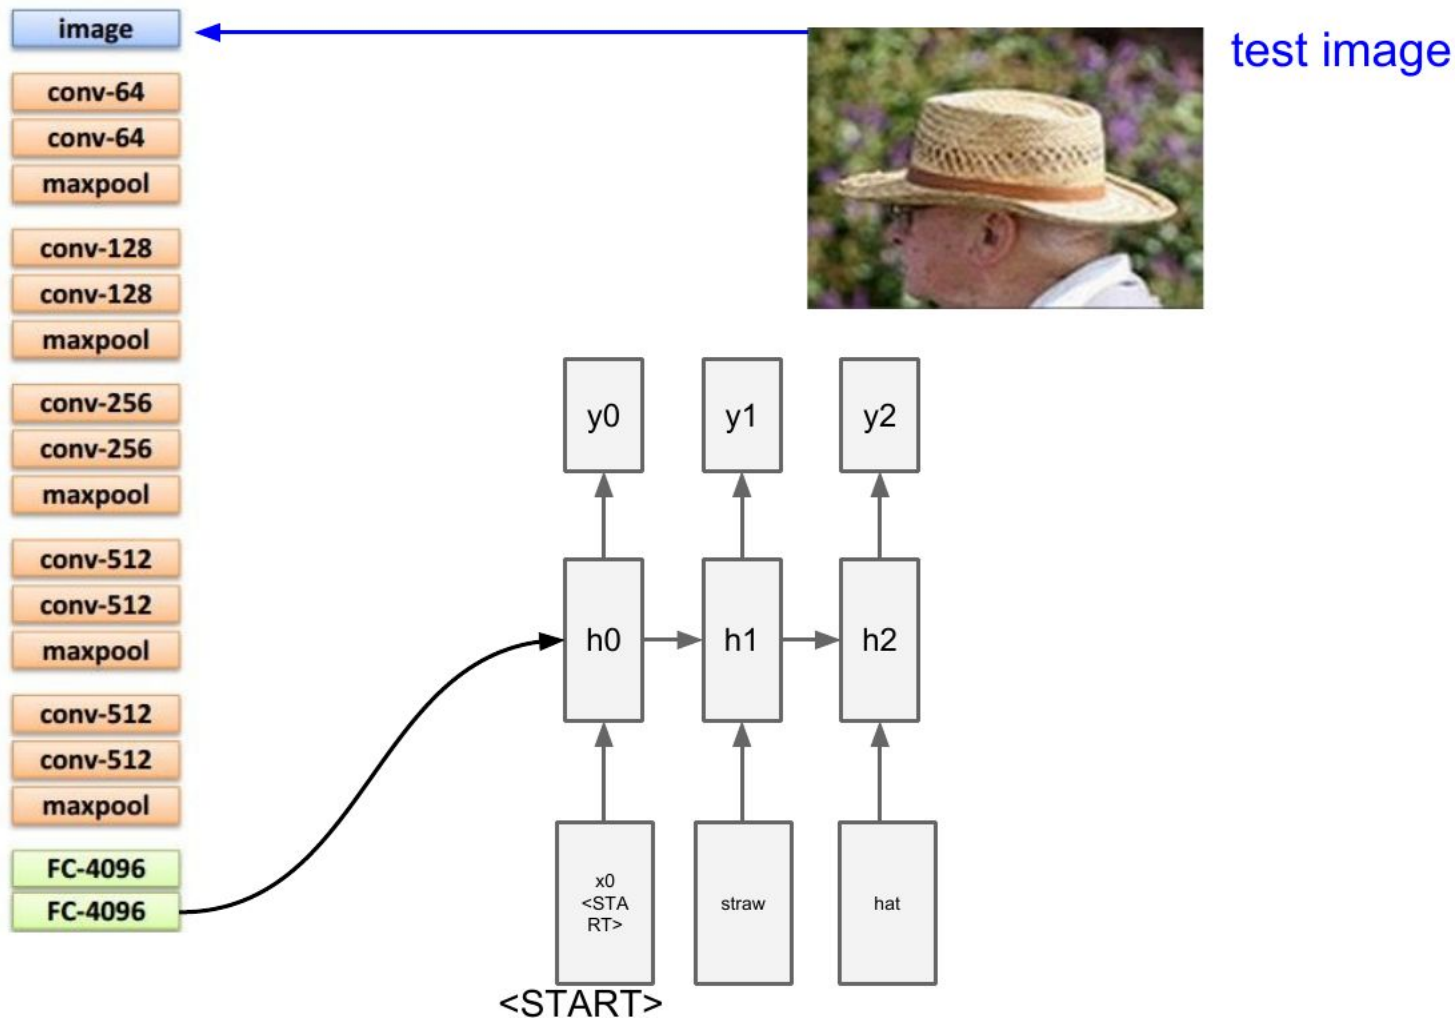 image
test image
conv-64
conv-64
maxpool
conv-128
conv-128
maxpool
conv-256
conv-256
maxpool
conv-512
conv-512
maxpool
conv-512
conv-512
maxpool
FC-4096
FC-4096
y0
y1
y2
h0
h1
h2
x0
<STA
RT>
straw
hat
<START>